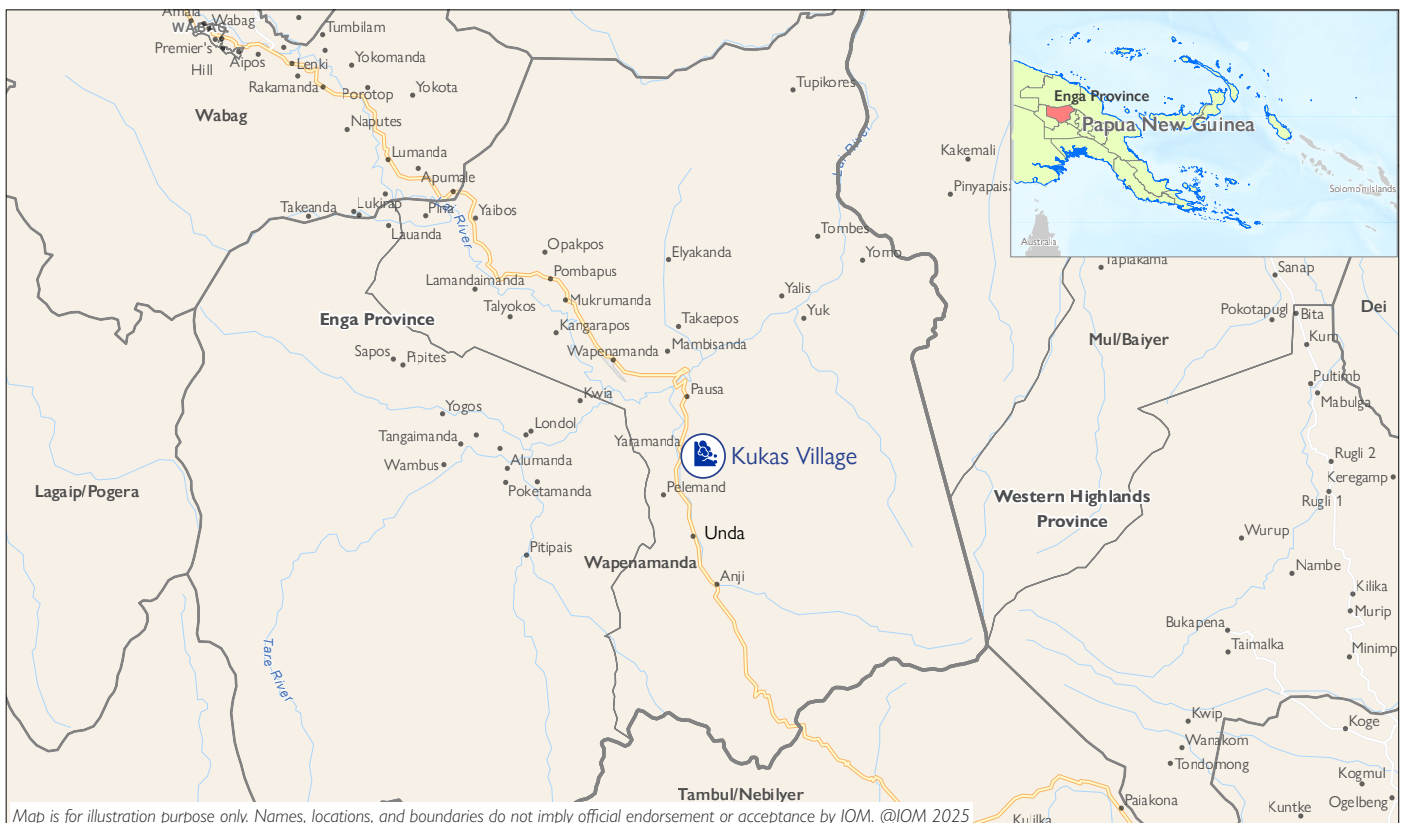 Wabag
Tumbilam
Premier's
Hill
Aipos
Lenki
Yokomanda
Rakamanda
Porotop
Yokota
Wabag
Naputes
Lumanda
Apumale
Takeanda
Lukirap
Pina
Yaibos
Lauanda
Tupikores
Lai River
Kakemali
Opakpos
Elyakanda
Tombes
Yomo
Lamandaimanda
Pombapus
Talyokos
Mukrumanda
Yalis
Yuk
Enga Province
Kangarapos
Takaepos
Sapos
Pipites
Wapenamanda
Mambisanda
Kwia
Pausa
Yogos
Londol
Tangaimanda
Yaramanda
Kukas Village
Wambus
Alumanda
Poketamanda
Pelemand
Lagaip/Pogera
Unda
Pitipais
Wapenamanda
Anji
Tare River
Tambul/Nebilyer
Enga Province
Papua New Guinea
Solomon Islands
Australia
Sanap
Pokotapugl
Bita
Dei
Mul/Baiyer
Kum
Pultimb
Mabulga
Rugli 2
Keregamp
Western Highlands
Province
Rugli 1
Wurup
Nambe
Kilika
Murip
Bukapena
Taimalka
Minimp
Kwip
Koge
Wanakom
Tondomong
Kogmul
Paiakona
Kuntke
Ogelbeng
Map is for illustration purpose only. Names, locations, and boundaries do not imply official endorsement or acceptance by IOM. @IOM 2025